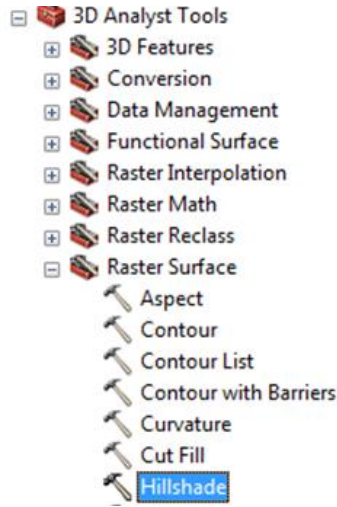 3D Analyst Tools
3D Features
Conversion
Data Management
Functional Surface
Raster Interpolation
Raster Math
Raster Reclass
Raster Surface
Aspect
Contour
Contour List
Contour with Barriers
Curvature
Cut Fill
Hillshade